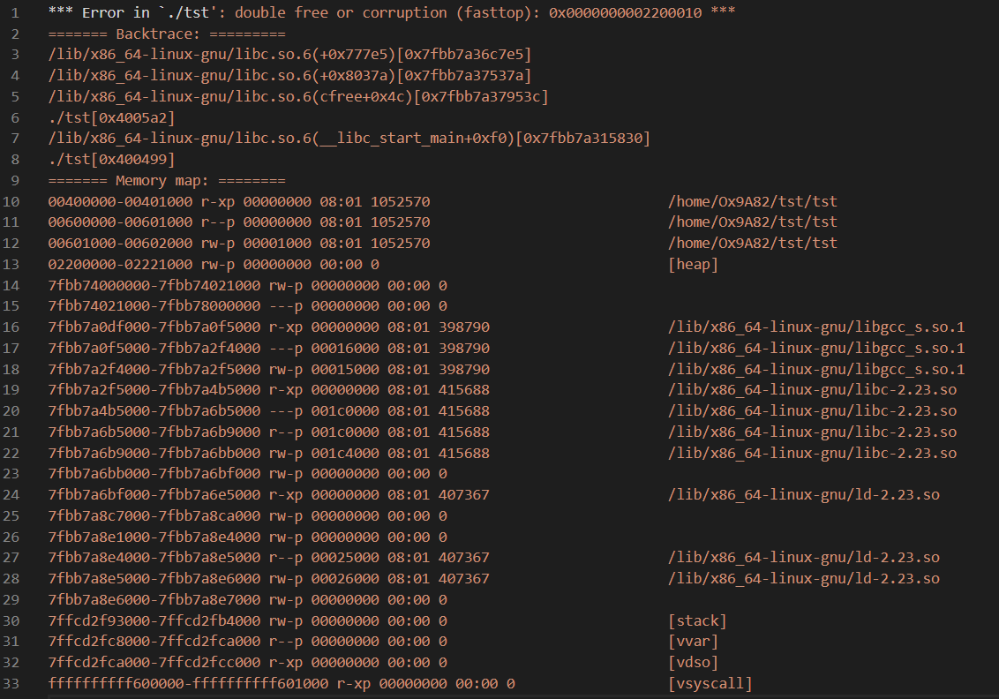 1 *** Error in `./tst': double free or corruption (fasttop): 0x0000000002200010 ***
2 ======= Backtrace: =========
3 /lib/x86_64-linux-gnu/libc.so.6(+0x777e5)[0x7fbb7a36c7e5]
4 /lib/x86_64-linux-gnu/libc.so.6(+0x8037a)[0x7fbb7a37537a]
5 /lib/x86_64-linux-gnu/libc.so.6(cfree+0x4c)[0x7fbb7a37953c]
6 ./tst[0x4005a2]
7 /lib/x86_64-linux-gnu/libc.so.6(__libc_start_main+0xf0)[0x7fbb7a315830]
8 ./tst[0x400499]
9 ======= Memory map: ========
10 00400000-00401000 r-xp 00000000 08:01 1052570 /home/Ox9A82/tst/tst
11 00600000-00601000 r--p 00000000 08:01 1052570 /home/Ox9A82/tst/tst
12 00601000-00602000 rw-p 00001000 08:01 1052570 /home/Ox9A82/tst/tst
13 02200000-02221000 rw-p 00000000 00:00 0 [heap]
14 7fbb74000000-7fbb74021000 rw-p 00000000 00:00 0
15 7fbb74021000-7fbb78000000 ---p 00000000 00:00 0
16 7fbb7a0df000-7fbb7a0f5000 r-xp 00000000 08:01 398790 /lib/x86_64-linux-gnu/libgcc_s.so.1
17 7fbb7a0f5000-7fbb7a2f4000 ---p 00016000 08:01 398790 /lib/x86_64-linux-gnu/libgcc_s.so.1
18 7fbb7a2f4000-7fbb7a2f5000 rw-p 00015000 08:01 398790 /lib/x86_64-linux-gnu/libgcc_s.so.1
19 7fbb7a2f5000-7fbb7a4b5000 r-xp 00000000 08:01 415688 /lib/x86_64-linux-gnu/libc-2.23.so
20 7fbb7a4b5000-7fbb7a6b5000 ---p 001c0000 08:01 415688 /lib/x86_64-linux-gnu/libc-2.23.so
21 7fbb7a6b5000-7fbb7a6b9000 r--p 001c0000 08:01 415688 /lib/x86_64-linux-gnu/libc-2.23.so
22 7fbb7a6b9000-7fbb7a6bb000 rw-p 001c4000 08:01 415688 /lib/x86_64-linux-gnu/libc-2.23.so
23 7fbb7a6bb000-7fbb7a6bf000 rw-p 00000000 00:00 0
24 7fbb7a6bf000-7fbb7a6e5000 r-xp 00000000 08:01 407367 /lib/x86_64-linux-gnu/ld-2.23.so
25 7fbb7a8c7000-7fbb7a8ca000 rw-p 00000000 00:00 0
26 7fbb7a8e1000-7fbb7a8e4000 rw-p 00000000 00:00 0
27 7fbb7a8e4000-7fbb7a8e5000 r--p 00025000 08:01 407367 /lib/x86_64-linux-gnu/ld-2.23.so
28 7fbb7a8e5000-7fbb7a8e6000 rw-p 00026000 08:01 407367 /lib/x86_64-linux-gnu/ld-2.23.so
29 7fbb7a8e6000-7fbb7a8e7000 rw-p 00000000 00:00 0
30 7ffcd2f93000-7ffcd2fb4000 rw-p 00000000 00:00 0 [stack]
31 7ffcd2fc8000-7ffcd2fca000 r--p 00000000 00:00 0 [vvar]
32 7ffcd2fca000-7ffcd2fcc000 r-xp 00000000 00:00 0 [vdso]
33 ffffffffff600000-ffffffffff601000 r-xp 00000000 00:00 0 [vsyscall]